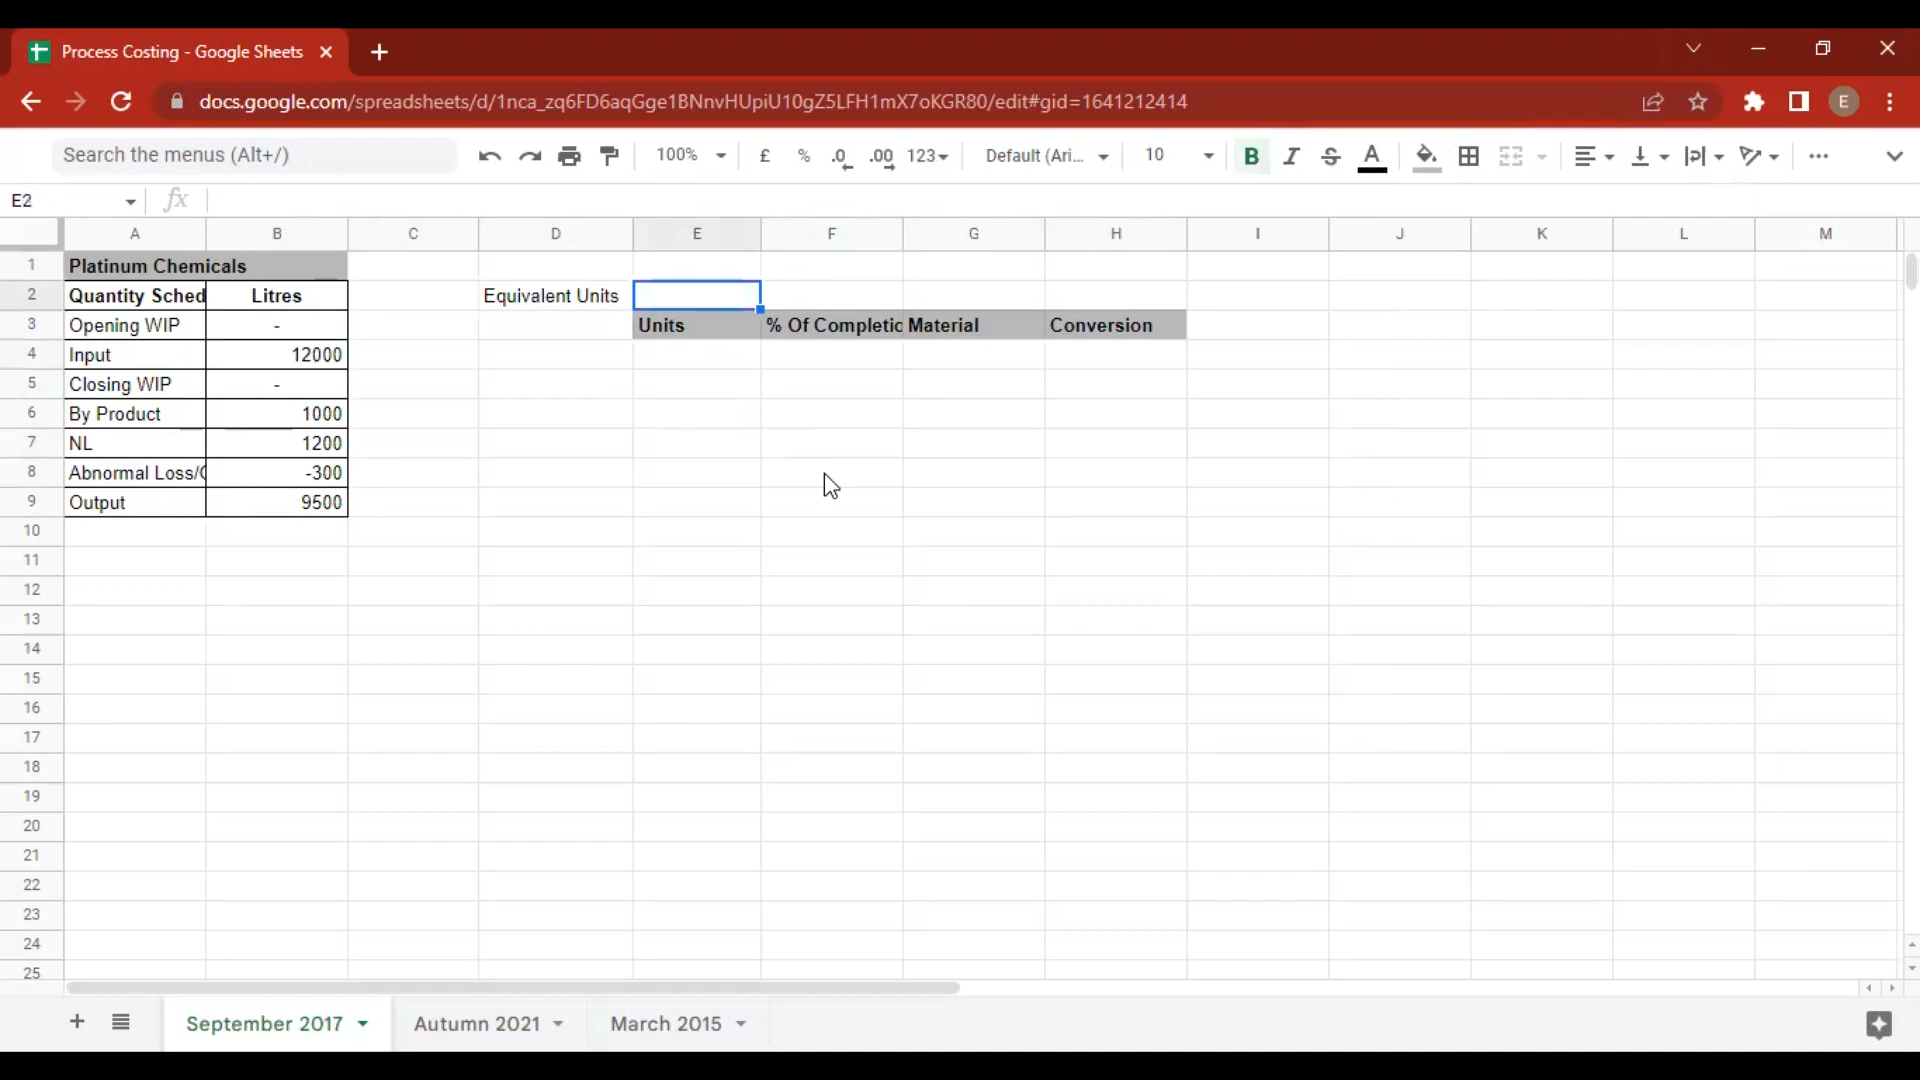 Process Costing - Google Sheets
docs.google.com/spreadsheets/d/1nca_zq6FD6aqGge1BNnvHUpiU10gZ5LFH1mX7oKGR80/edit#gid=1641212414
E
Search the menus (Alt+/)
100%
£
%
.0
.00
123
Default (Ari...
10
B
I
S
A
E2
fx
A B C D E F G H I J K L M
1 Platinum Chemicals
2 Quantity Sched Litres Equivalent Units
3 Opening WIP - Units % Of Completic Material Conversion
4 Input 12000
5 Closing WIP -
6 By Product 1000
7 NL 1200
8 Abnormal Loss/ -300
9 Output 9500
10
11
12
13
14
15
16
17
18
19
20
21
22
23
24
25
September 2017
Autumn 2021
March 2015